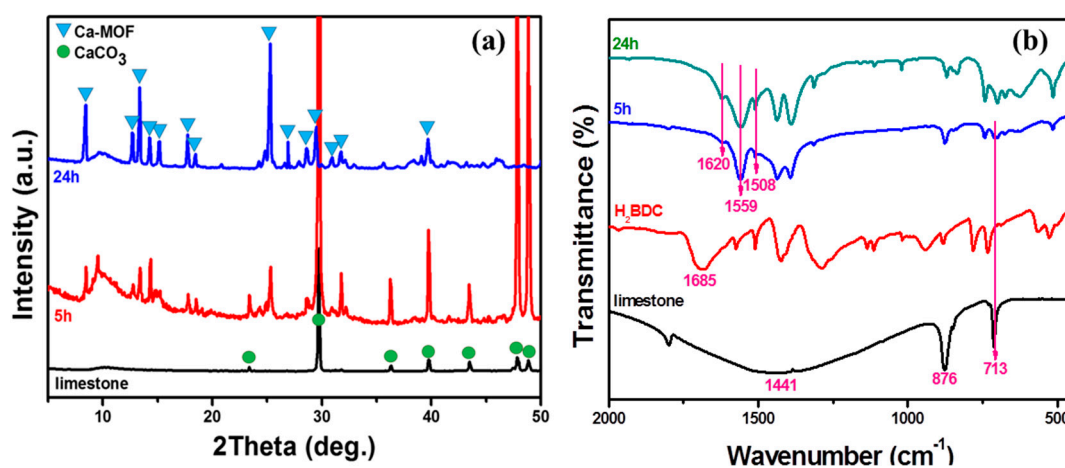 Ca-MOF
CaCO3
(a)
24h
5h
limestone
Intensity (a.u.)
10
20
30
40
50
2Theta (deg.)
(b)
24h
5h
1620
1508
1559
H2BDC
1685
limestone
1441
876
713
Transmittance (%)
2000
1500
1000
500
Wavenumber (cm-1)